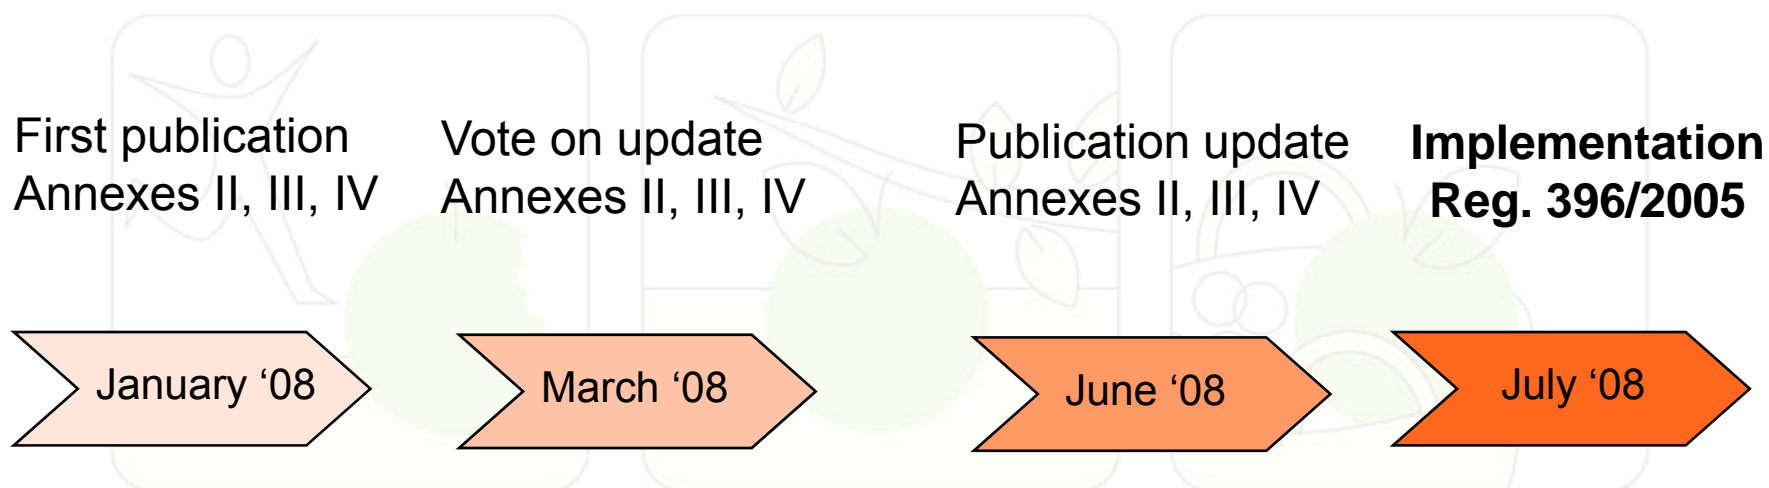 First publication
Annexes II, III, IV
Vote on update
Annexes II, III, IV
Publication update
Annexes II, III, IV
Implementation
Reg. 396/2005
January ‘08
March ‘08
June ‘08
July ‘08